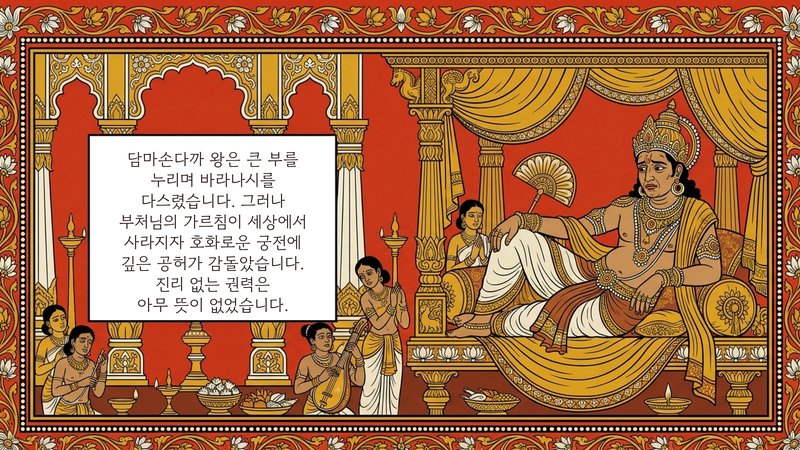 담마손다까 왕은 큰 부를
누리며 바라나시를
다스렸습니다. 그러나
부처님의 가르침이 세상에서
사라지자 호화로운 궁전에
깊은 공허가 감돌았습니다.
진리 없는 권력은
아무 뜻이 없었습니다.